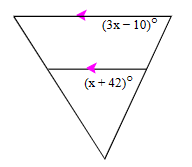 (3x – 10)°
(x + 42)°